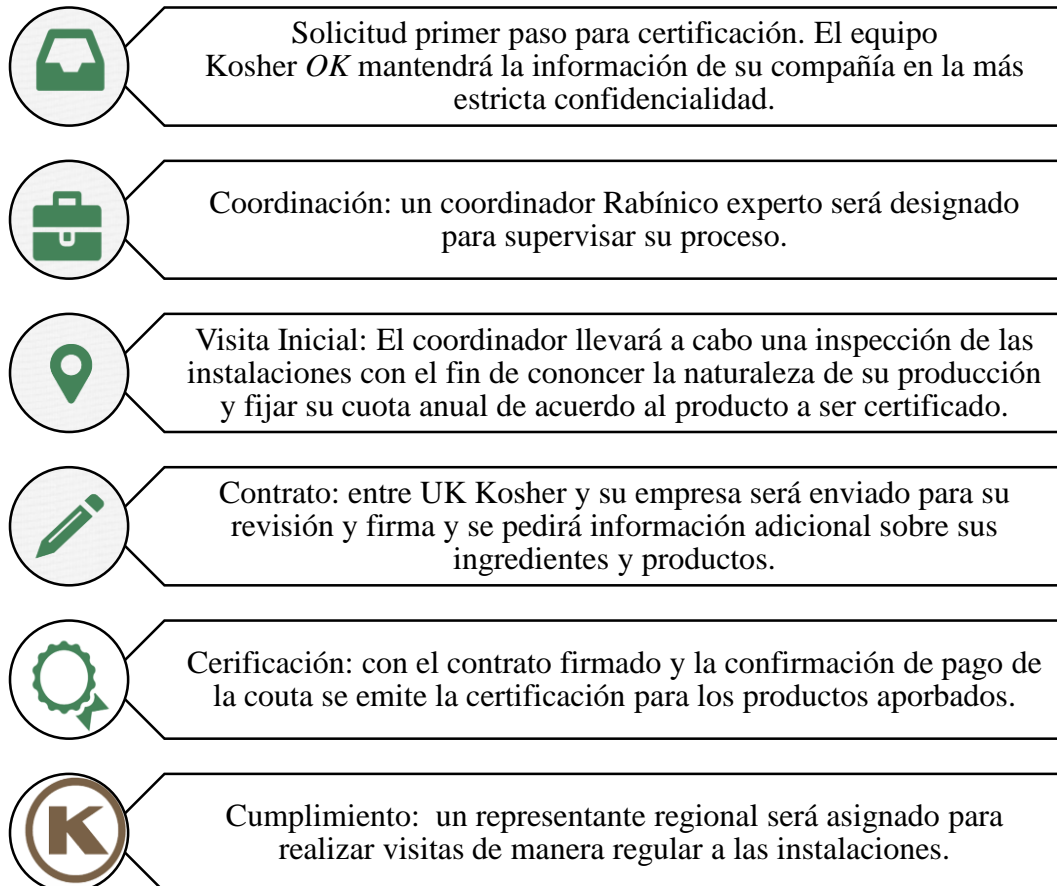 Solicitud primer paso para certificación. El equipo
Kosher OK mantendrá la información de su compañía en la más
estricta confidencialidad.
Coordinación: un coordinador Rabínico experto será designado
para supervisar su proceso.
Visita Inicial: El coordinador llevará a cabo una inspección de las
instalaciones con el fin de cononcer la naturaleza de su producción
y fijar su cuota anual de acuerdo al producto a ser certificado.
Contrato: entre UK Kosher y su empresa será enviado para su
revisión y firma y se pedirá información adicional sobre sus
ingredientes y productos.
Cerificación: con el contrato firmado y la confirmación de pago de
la couta se emite la certificación para los productos aporbados.
K
Cumplimiento: un representante regional será asignado para
realizar visitas de manera regular a las instalaciones.